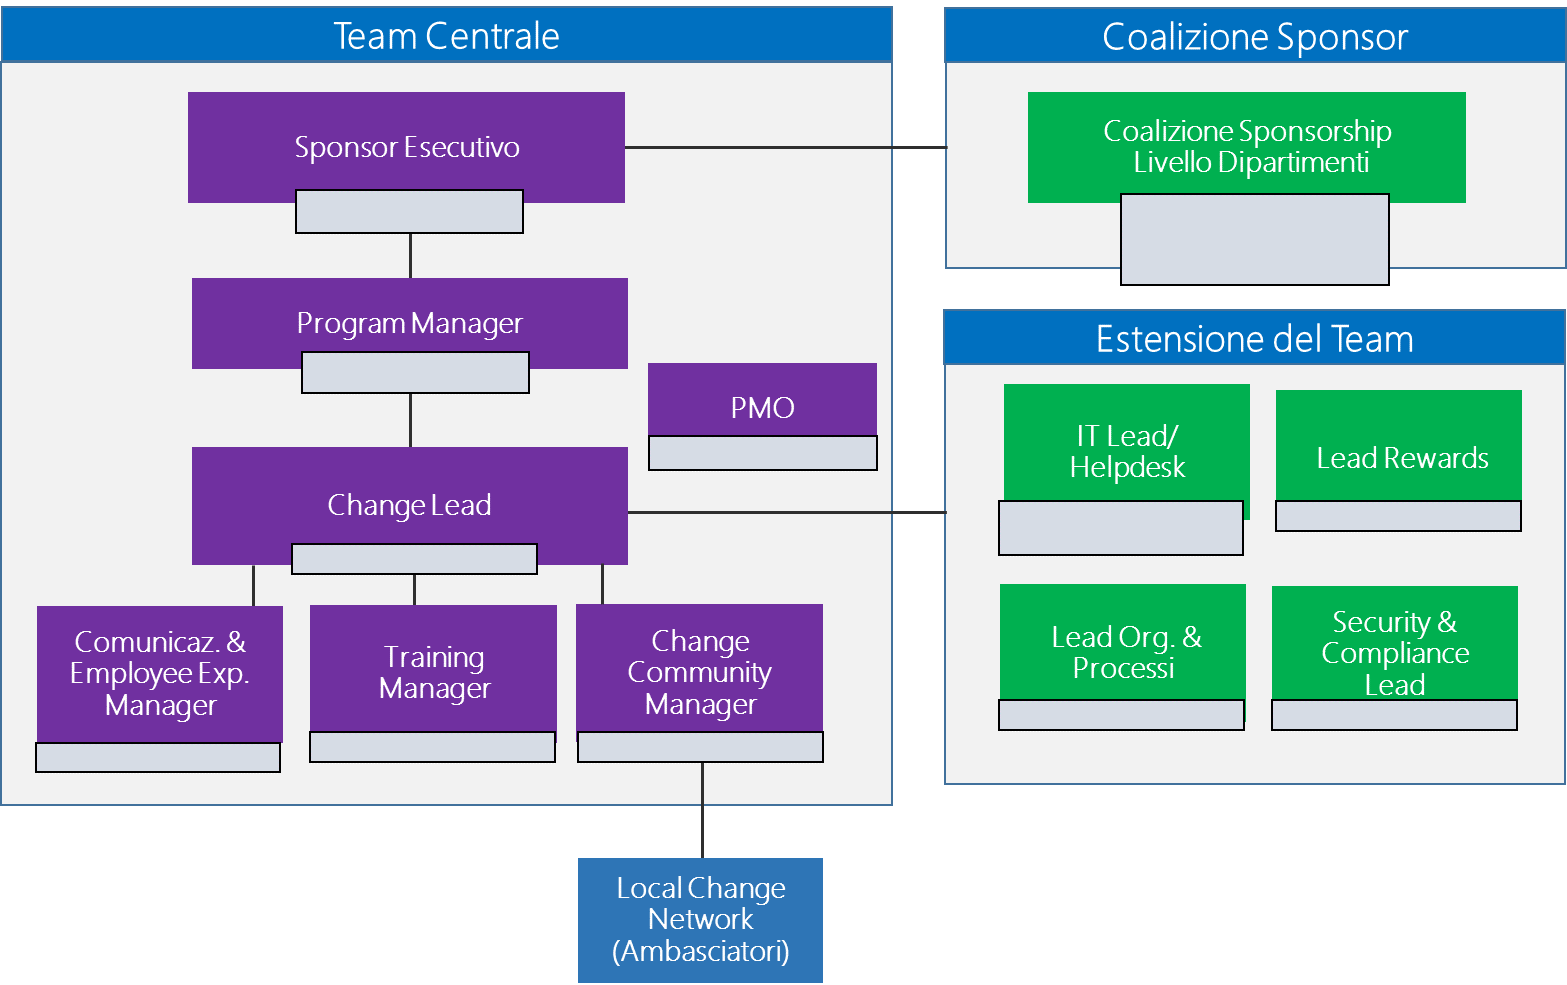 Team Centrale
Sponsor Esecutivo
Program Manager
PMO
Change Lead
Comunicaz. &
Employee Exp.
Manager
Training
Manager
Change
Community
Manager
Local Change
Network
(Ambasciatori)
Coalizione Sponsor
Coalizione Sponsorship
Livello Dipartimenti
Estensione del Team
IT Lead/
Helpdesk
Lead Rewards
Lead Org. &
Processi
Security &
Compliance
Lead